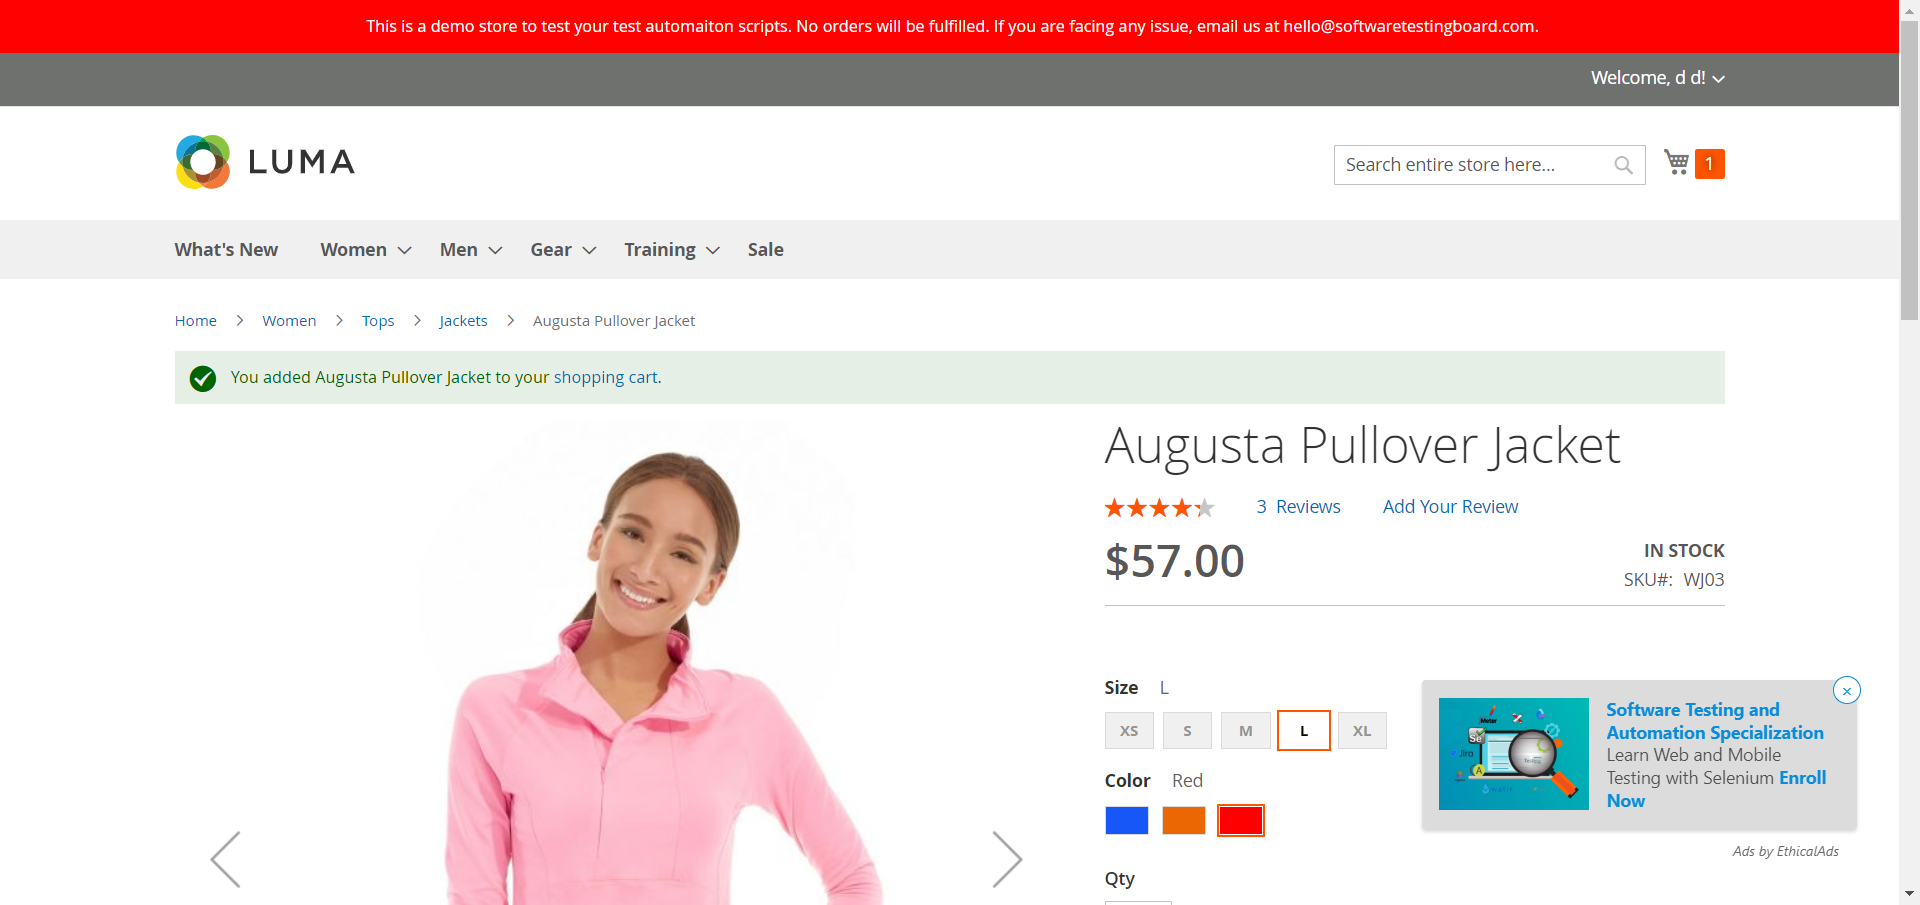 This is a demo store to test your test automaiton scripts. No orders will be fulfilled. If you are facing any issue, email us at hello@softwaretestingboard.com.
Welcome, d d!
LUMA
Search entire store here...
1
What's New Women Men Gear Training Sale
Home > Women > Tops > Jackets > Augusta Pullover Jacket
You added Augusta Pullover Jacket to your shopping cart.
Augusta Pullover Jacket
3 Reviews Add Your Review
$57.00
IN STOCK
SKU#: WJ03
Size L
XS S M L XL
Color Red
Qty
Software Testing and
Automation Specialization
Learn Web and Mobile
Testing with Selenium Enroll
Now
Ads by EthicalAds